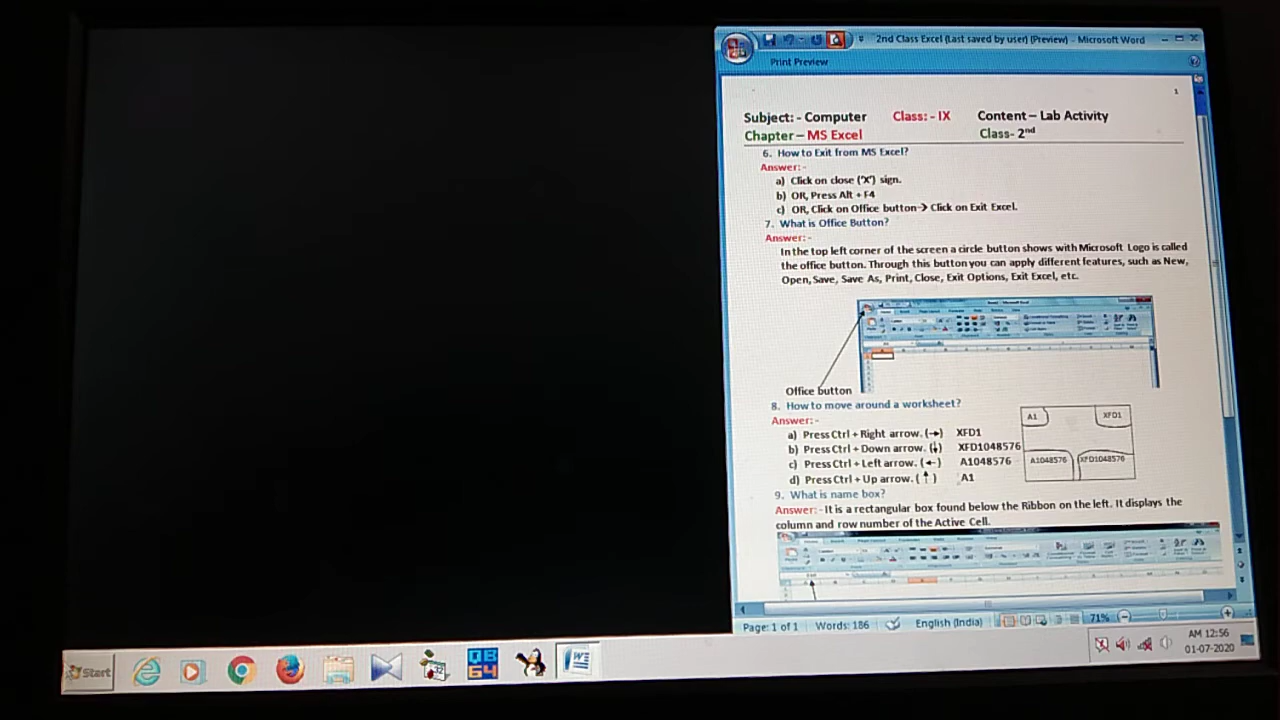 2nd Class Excel (Last saved by user) (Preview) - Microsoft Word
Print Preview
1
Subject: - Computer Class: - IX Content – Lab Activity
Chapter – MS Excel Class- 2nd
6. How to Exit from MS Excel?
Answer: -
a) Click on close ('X') sign.
b) OR, Press Alt + F4
c) OR, Click on Office button→ Click on Exit Excel.
7. What is Office Button?
Answer: -
In the top left corner of the screen a circle button shows with Microsoft Logo is called
the office button. Through this button you can apply different features, such as New,
Open, Save, Save As, Print, Close, Exit Options, Exit Excel, etc.
Office button
8. How to move around a worksheet?
Answer: -
a) Press Ctrl + Right arrow. (→) XFD1
b) Press Ctrl + Down arrow. (↓) XFD1048576
c) Press Ctrl + Left arrow. (←) A1048576
d) Press Ctrl + Up arrow. (↑) A1
A1 XFD1
A1048576 XFD1048576
9. What is name box?
Answer: - It is a rectangular box found below the Ribbon on the left. It displays the
column and row number of the Active Cell.
Page: 1 of 1 Words: 186 English (India) 71%
Start
QB
64
AM 12:56
01-07-2020